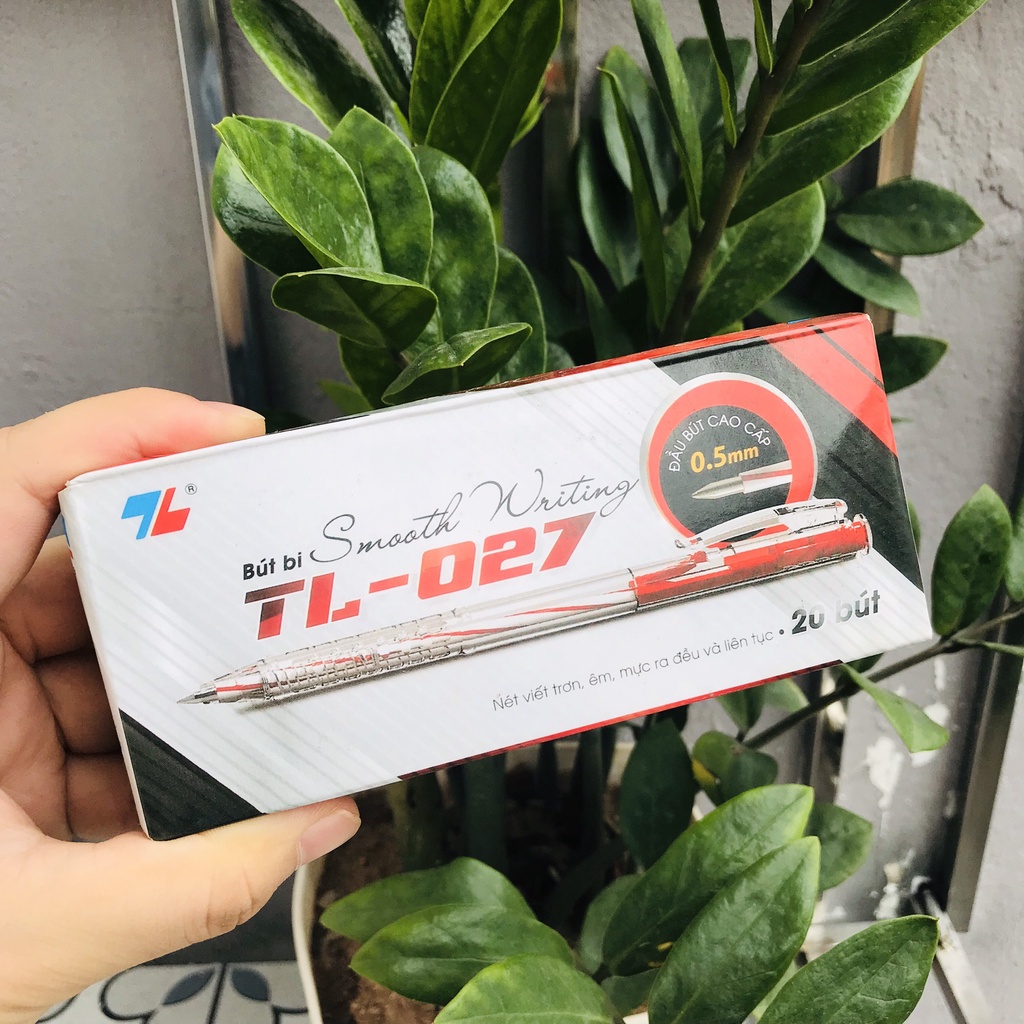 TL ®
ĐẦU BÚT CAO CẤP
0.5mm
Bút bi Smooth Writing
TL-027
Nét viết trơn, êm, mực ra đều và liên tục • 20 bút